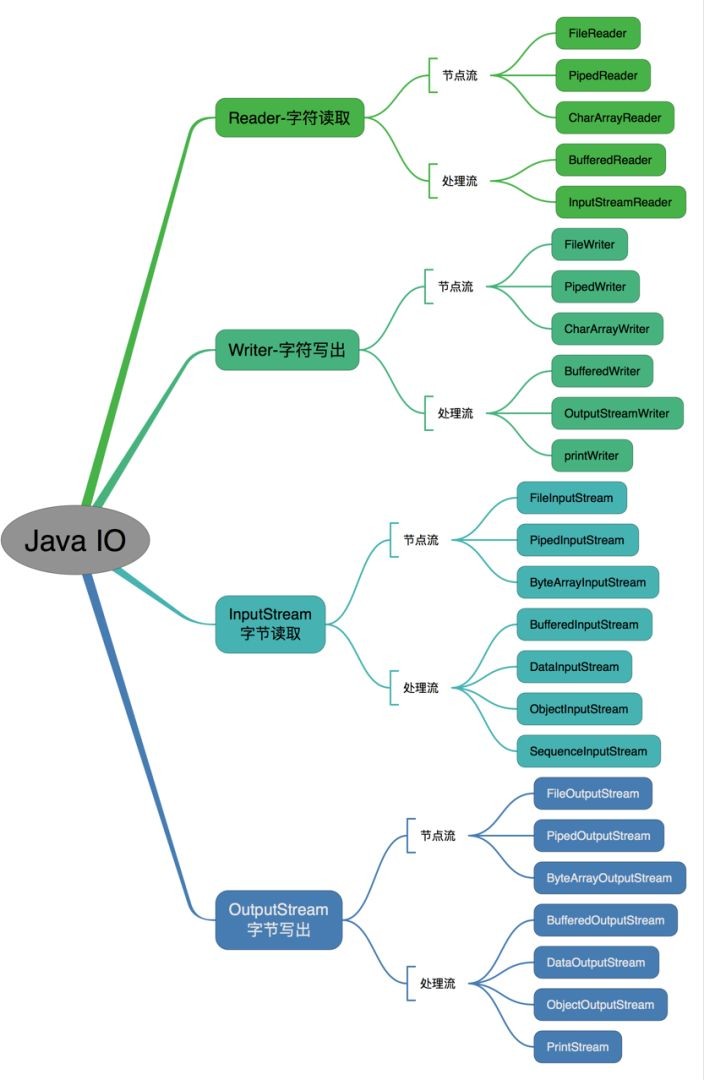 Java IO
Reader-字符读取
节点流
FileReader
PipedReader
CharArrayReader
处理流
BufferedReader
InputStreamReader
Writer-字符写出
节点流
FileWriter
PipedWriter
CharArrayWriter
处理流
BufferedWriter
OutputStreamWriter
printWriter
InputStream
字节读取
节点流
FileInputStream
PipedInputStream
ByteArrayInputStream
处理流
BufferedInputStream
DataInputStream
ObjectInputStream
SequenceInputStream
OutputStream
字节写出
节点流
FileOutputStream
PipedOutputStream
ByteArrayOutputStream
处理流
BufferedOutputStream
DataOutputStream
ObjectOutputStream
PrintStream